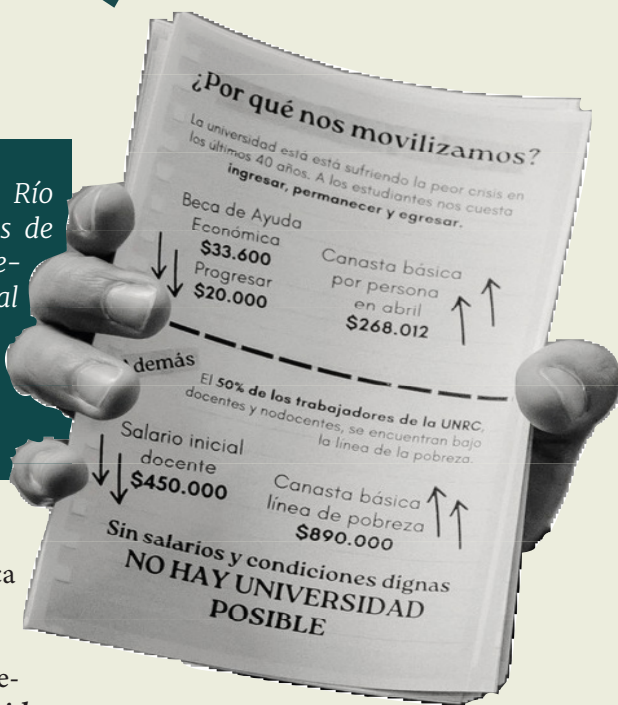 ¿Por qué nos movilizamos?
La universidad está está sufriendo la peor crisis en
los últimos 40 años. A los estudiantes nos cuesta
ingresar, permanecer y egresar.
Beca de Ayuda
Económica
$33.600
Progresar
$20.000
Canasta básica
por persona
en abril
$268.012
demás
El 50% de los trabajadores de la UNRC,
docentes y nodocentes, se encuentran bajo
la línea de la pobreza.
Salario inicial
docente
$450.000
Canasta básica
línea de pobreza
$890.000
Sin salarios y condiciones dignas
NO HAY UNIVERSIDAD
POSIBLE
Río
s de
e-
al
ca
e-